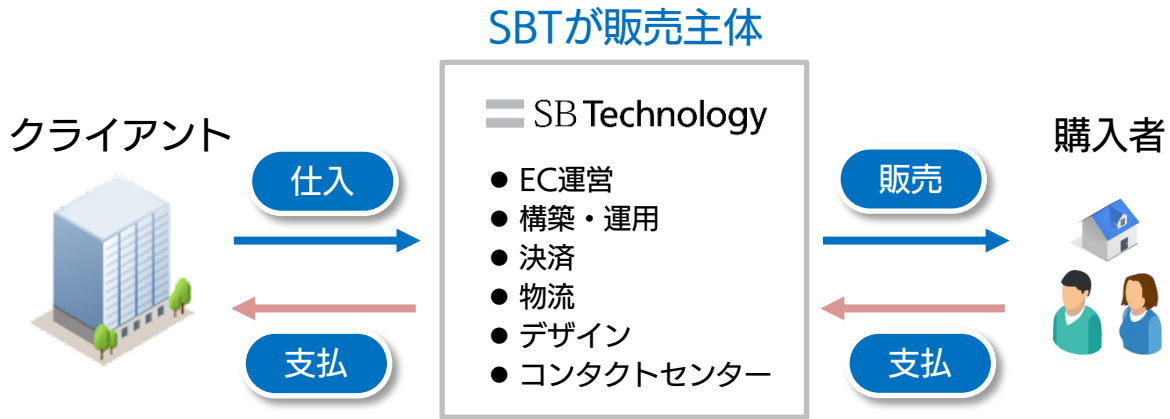 SBTが販売主体
クライアント
仕入
支払
SB Technology
● EC運営
● 構築・運用
● 決済
● 物流
● デザイン
● コンタクトセンター
販売
支払
購入者